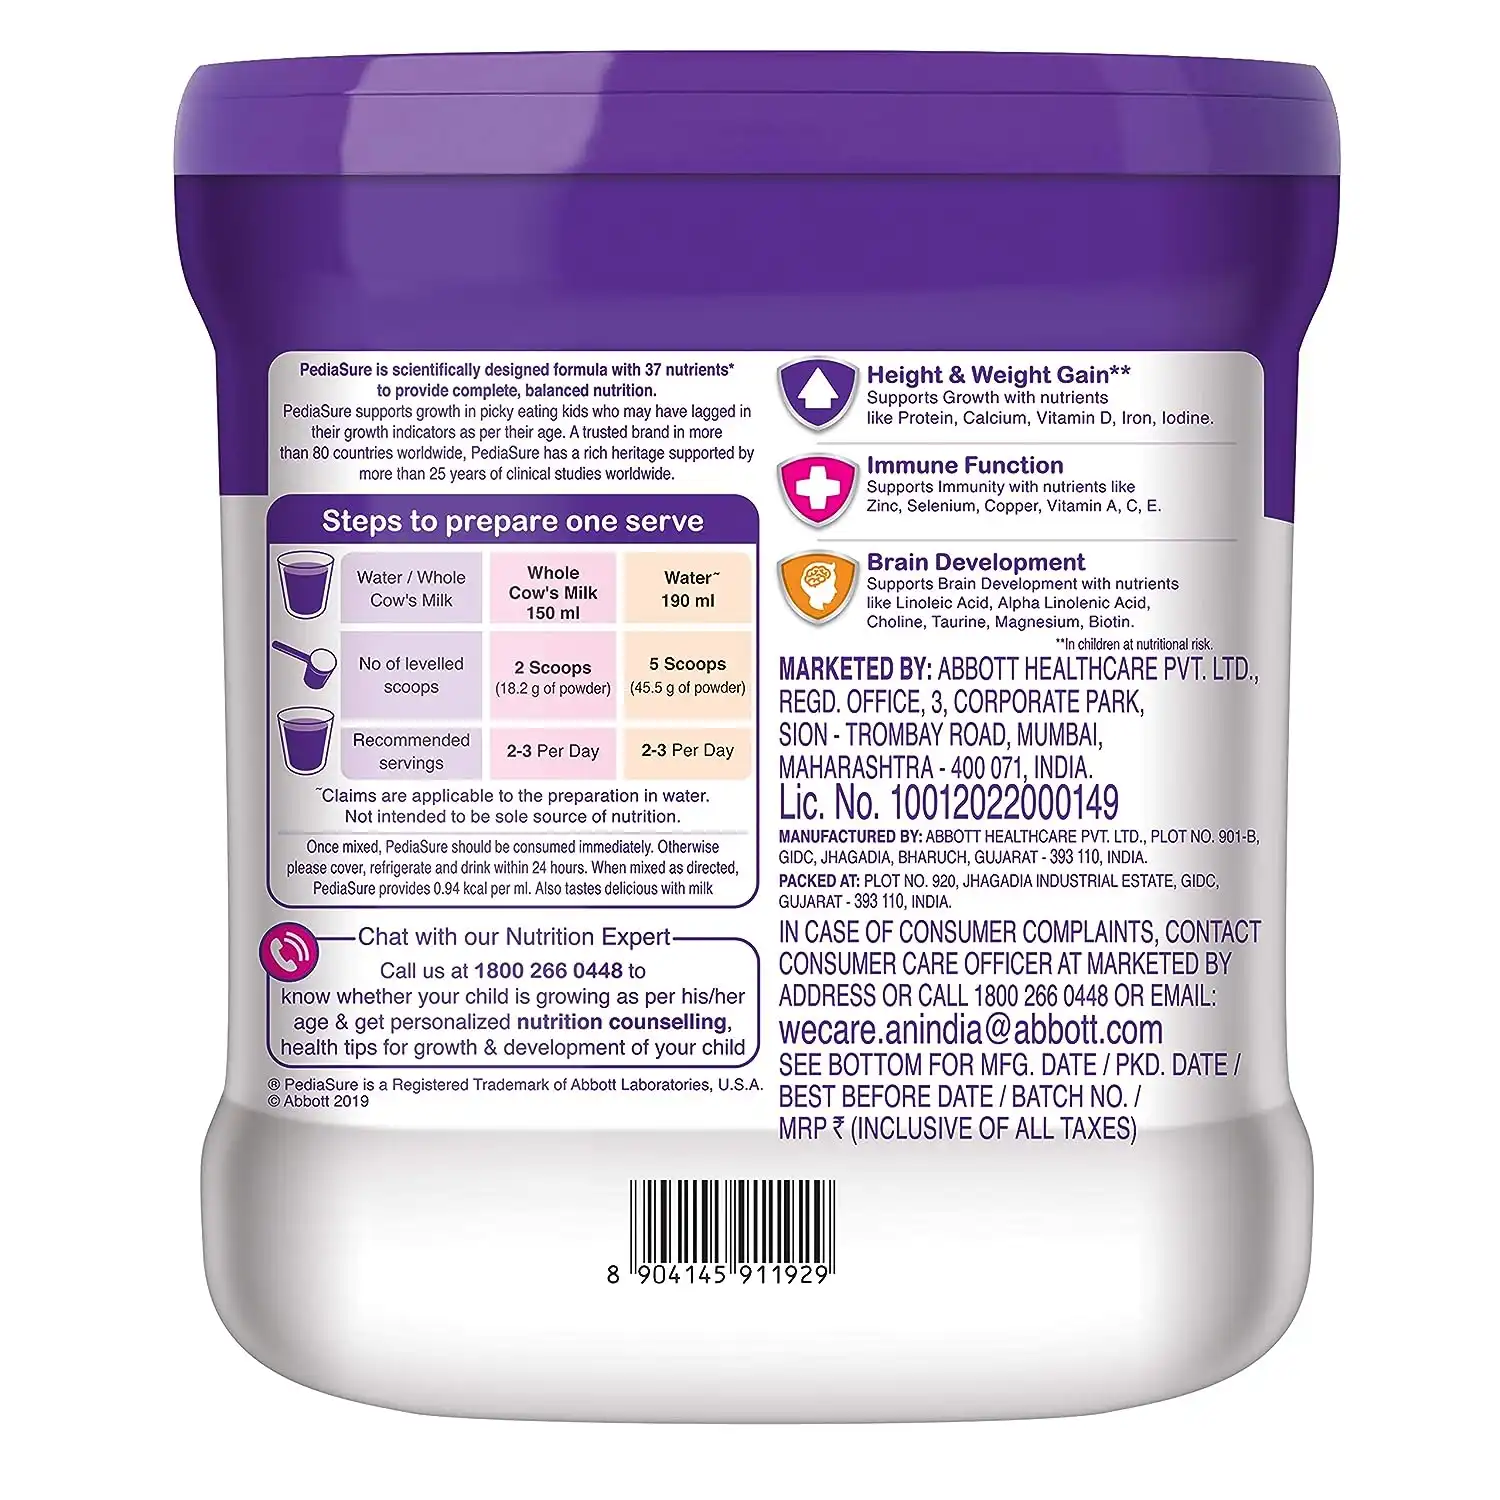 PediaSure is scientifically designed formula with 37 nutrients*
to provide complete, balanced nutrition.
PediaSure supports growth in picky eating kids who may have lagged in
their growth indicators as per their age. A trusted brand in more
than 80 countries worldwide, PediaSure has a rich heritage supported by
more than 25 years of clinical studies worldwide.
Steps to prepare one serve
Water / Whole
Cow's Milk
Whole
Cow's Milk
150 ml
Water~
190 ml
No of levelled
scoops
2 Scoops
(18.2 g of powder)
5 Scoops
(45.5 g of powder)
Recommended
servings
2-3 Per Day
2-3 Per Day
~Claims are applicable to the preparation in water.
Not intended to be sole source of nutrition.
Once mixed, PediaSure should be consumed immediately. Otherwise
please cover, refrigerate and drink within 24 hours. When mixed as directed,
PediaSure provides 0.94 kcal per ml. Also tastes delicious with milk
Chat with our Nutrition Expert
Call us at 1800 266 0448 to
know whether your child is growing as per his/her
age & get personalized nutrition counselling,
health tips for growth & development of your child
® PediaSure is a Registered Trademark of Abbott Laboratories, U.S.A.
© Abbott 2019
Height & Weight Gain**
Supports Growth with nutrients
like Protein, Calcium, Vitamin D, Iron, Iodine.
Immune Function
Supports Immunity with nutrients like
Zinc, Selenium, Copper, Vitamin A, C, E.
Brain Development
Supports Brain Development with nutrients
like Linoleic Acid, Alpha Linolenic Acid,
Choline, Taurine, Magnesium, Biotin.
**In children at nutritional risk.
MARKETED BY: ABBOTT HEALTHCARE PVT. LTD.,
REGD. OFFICE, 3, CORPORATE PARK,
SION - TROMBAY ROAD, MUMBAI,
MAHARASHTRA - 400 071, INDIA.
Lic. No. 10012022000149
MANUFACTURED BY: ABBOTT HEALTHCARE PVT. LTD., PLOT NO. 901-B,
GIDC, JHAGADIA, BHARUCH, GUJARAT - 393 110, INDIA.
PACKED AT: PLOT NO. 920, JHAGADIA INDUSTRIAL ESTATE, GIDC,
GUJARAT - 393 110, INDIA.
IN CASE OF CONSUMER COMPLAINTS, CONTACT
CONSUMER CARE OFFICER AT MARKETED BY
ADDRESS OR CALL 1800 266 0448 OR EMAIL:
wecare.anindia@abbott.com
SEE BOTTOM FOR MFG. DATE / PKD. DATE /
BEST BEFORE DATE / BATCH NO. /
MRP ₹ (INCLUSIVE OF ALL TAXES)
8 904145 911929